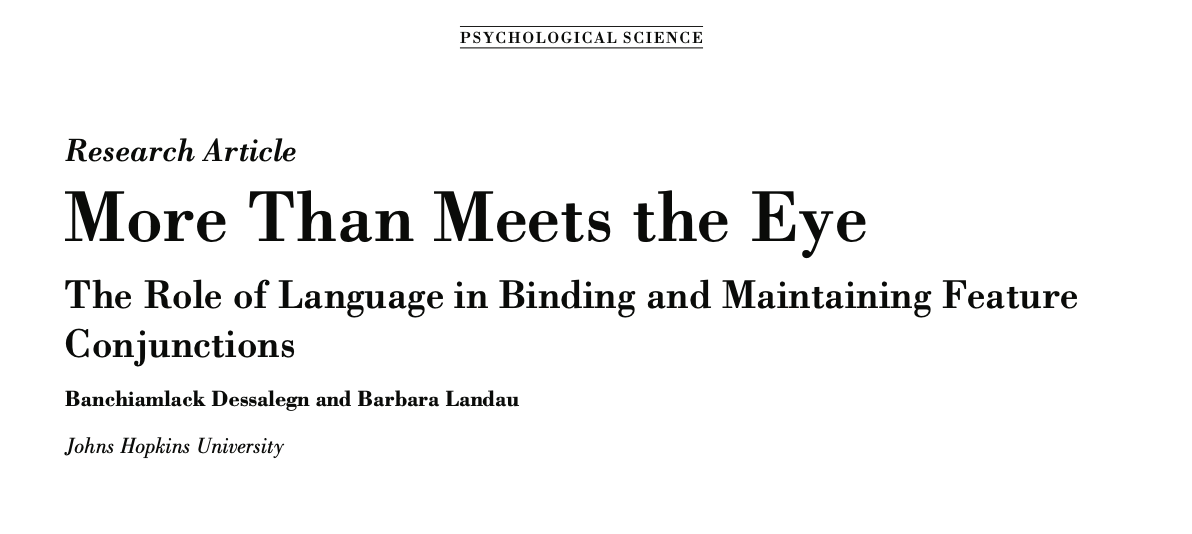 PSYCHOLOGICAL SCIENCE
Research Article
More Than Meets the Eye
The Role of Language in Binding and Maintaining Feature
Conjunctions
Banchiamlack Dessalegn and Barbara Landau
Johns Hopkins University